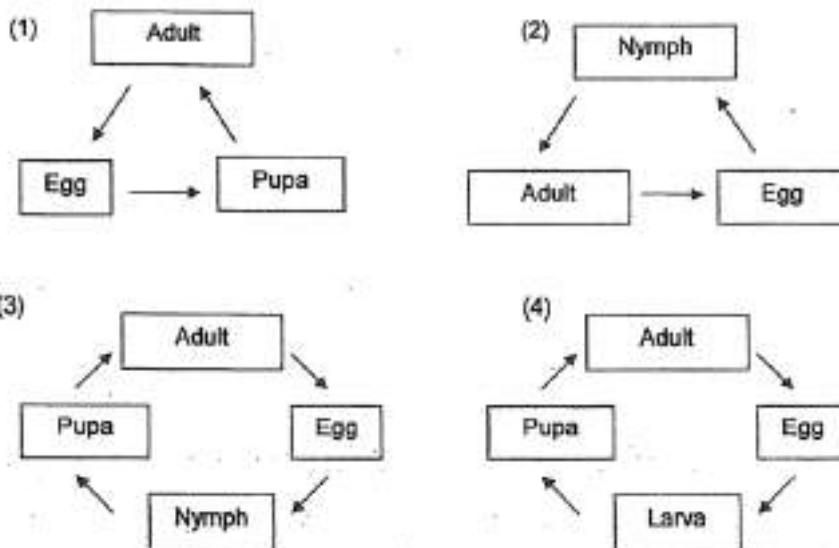 (1)
Adult
Egg
Pupa
(2)
Nymph
Adult
Egg
(3)
Adult
Pupa
Egg
Nymph
(4)
Adult
Pupa
Egg
Larva